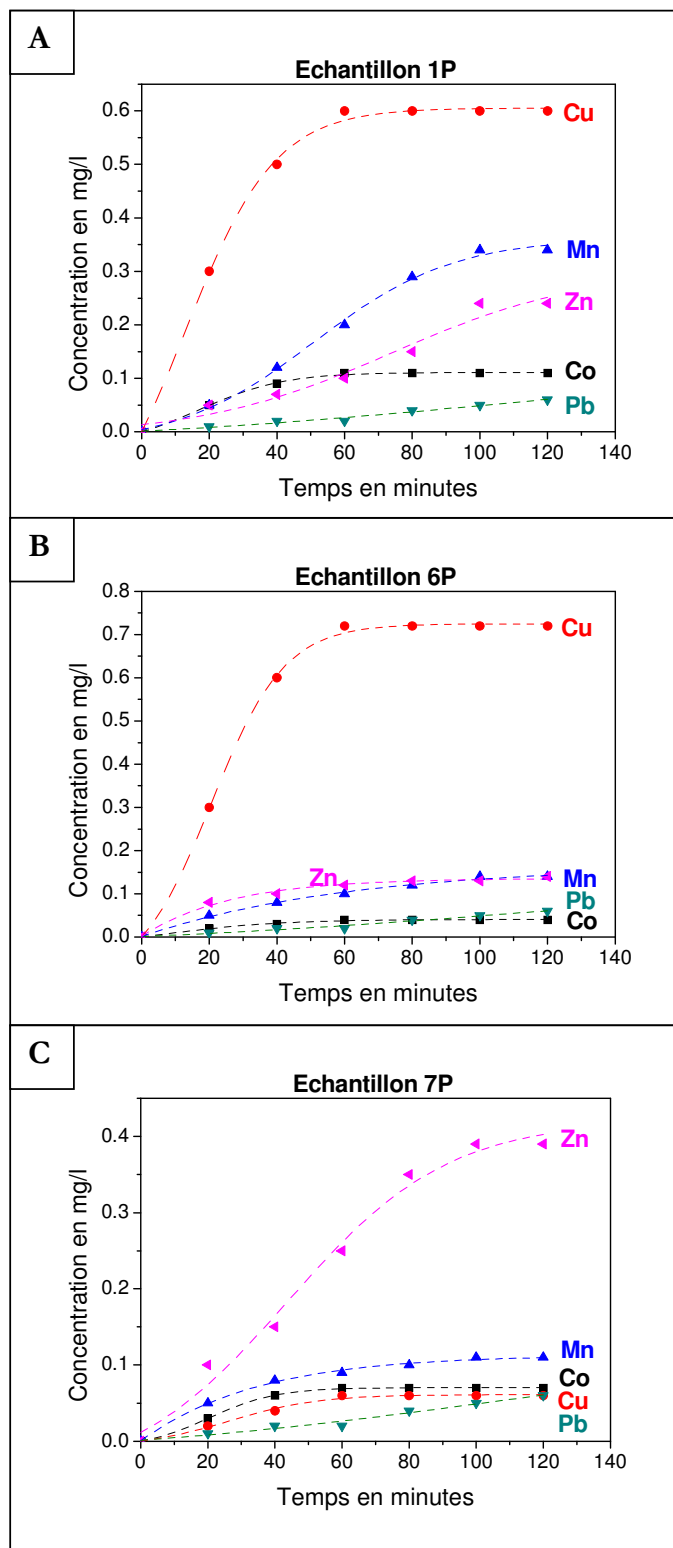 A
Echantillon 1P
Concentration en mg/l
0.6
0.5
0.4
0.3
0.2
0.1
0.0
Cu
Mn
Zn
Co
Pb
0 20 40 60 80 100 120 140
Temps en minutes
B
Echantillon 6P
Concentration en mg/l
0.8
0.7
0.6
0.5
0.4
0.3
0.2
0.1
0.0
Cu
Zn
Mn
Pb
Co
0 20 40 60 80 100 120 140
Temps en minutes
C
Echantillon 7P
Concentration en mg/l
0.4
0.3
0.2
0.1
0.0
Zn
Mn
Co
Cu
Pb
0 20 40 60 80 100 120 140
Temps en minutes